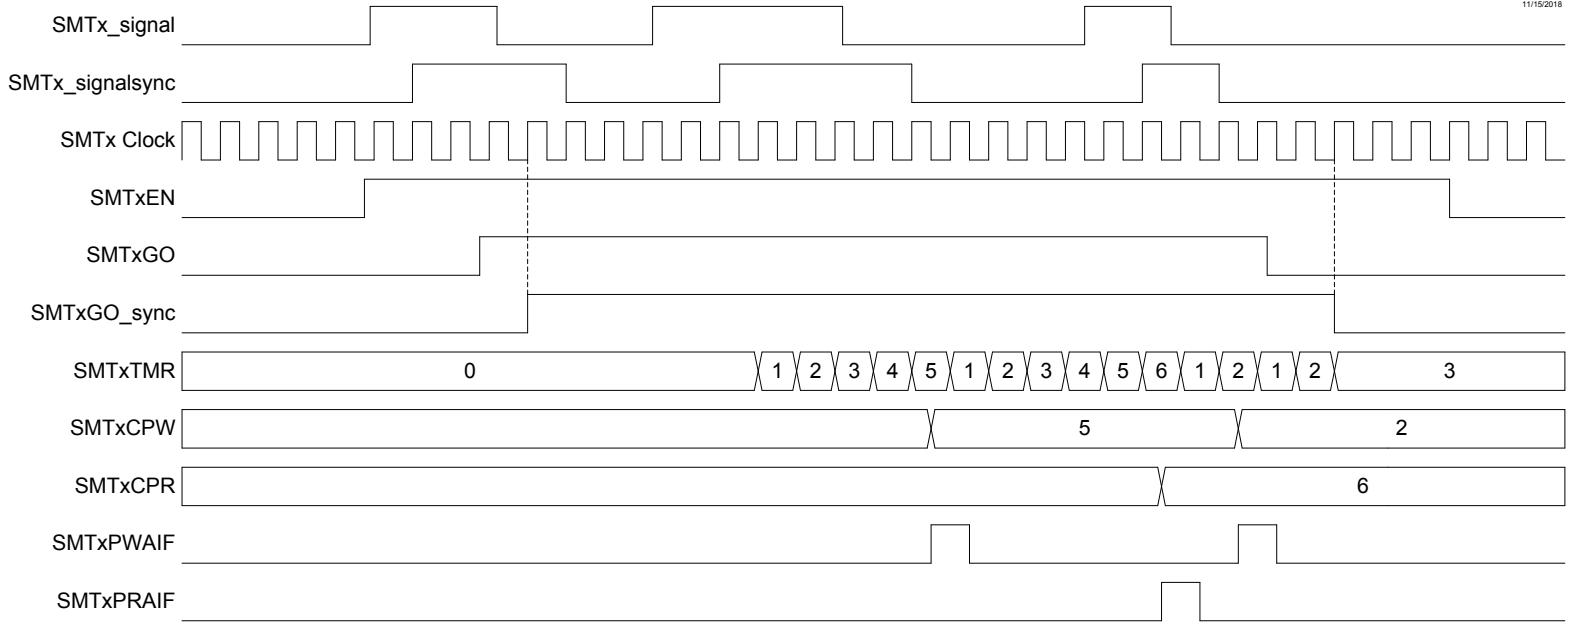 11/15/2018
SMTx_signal
SMTx_signalsync
SMTx Clock
SMTxEN
SMTxGO
SMTxGO_sync
SMTxTMR 0 1 2 3 4 5 1 2 3 4 5 6 1 2 1 2 3
SMTxCPW 5 2
SMTxCPR 6
SMTxPWAIF
SMTxPRAIF